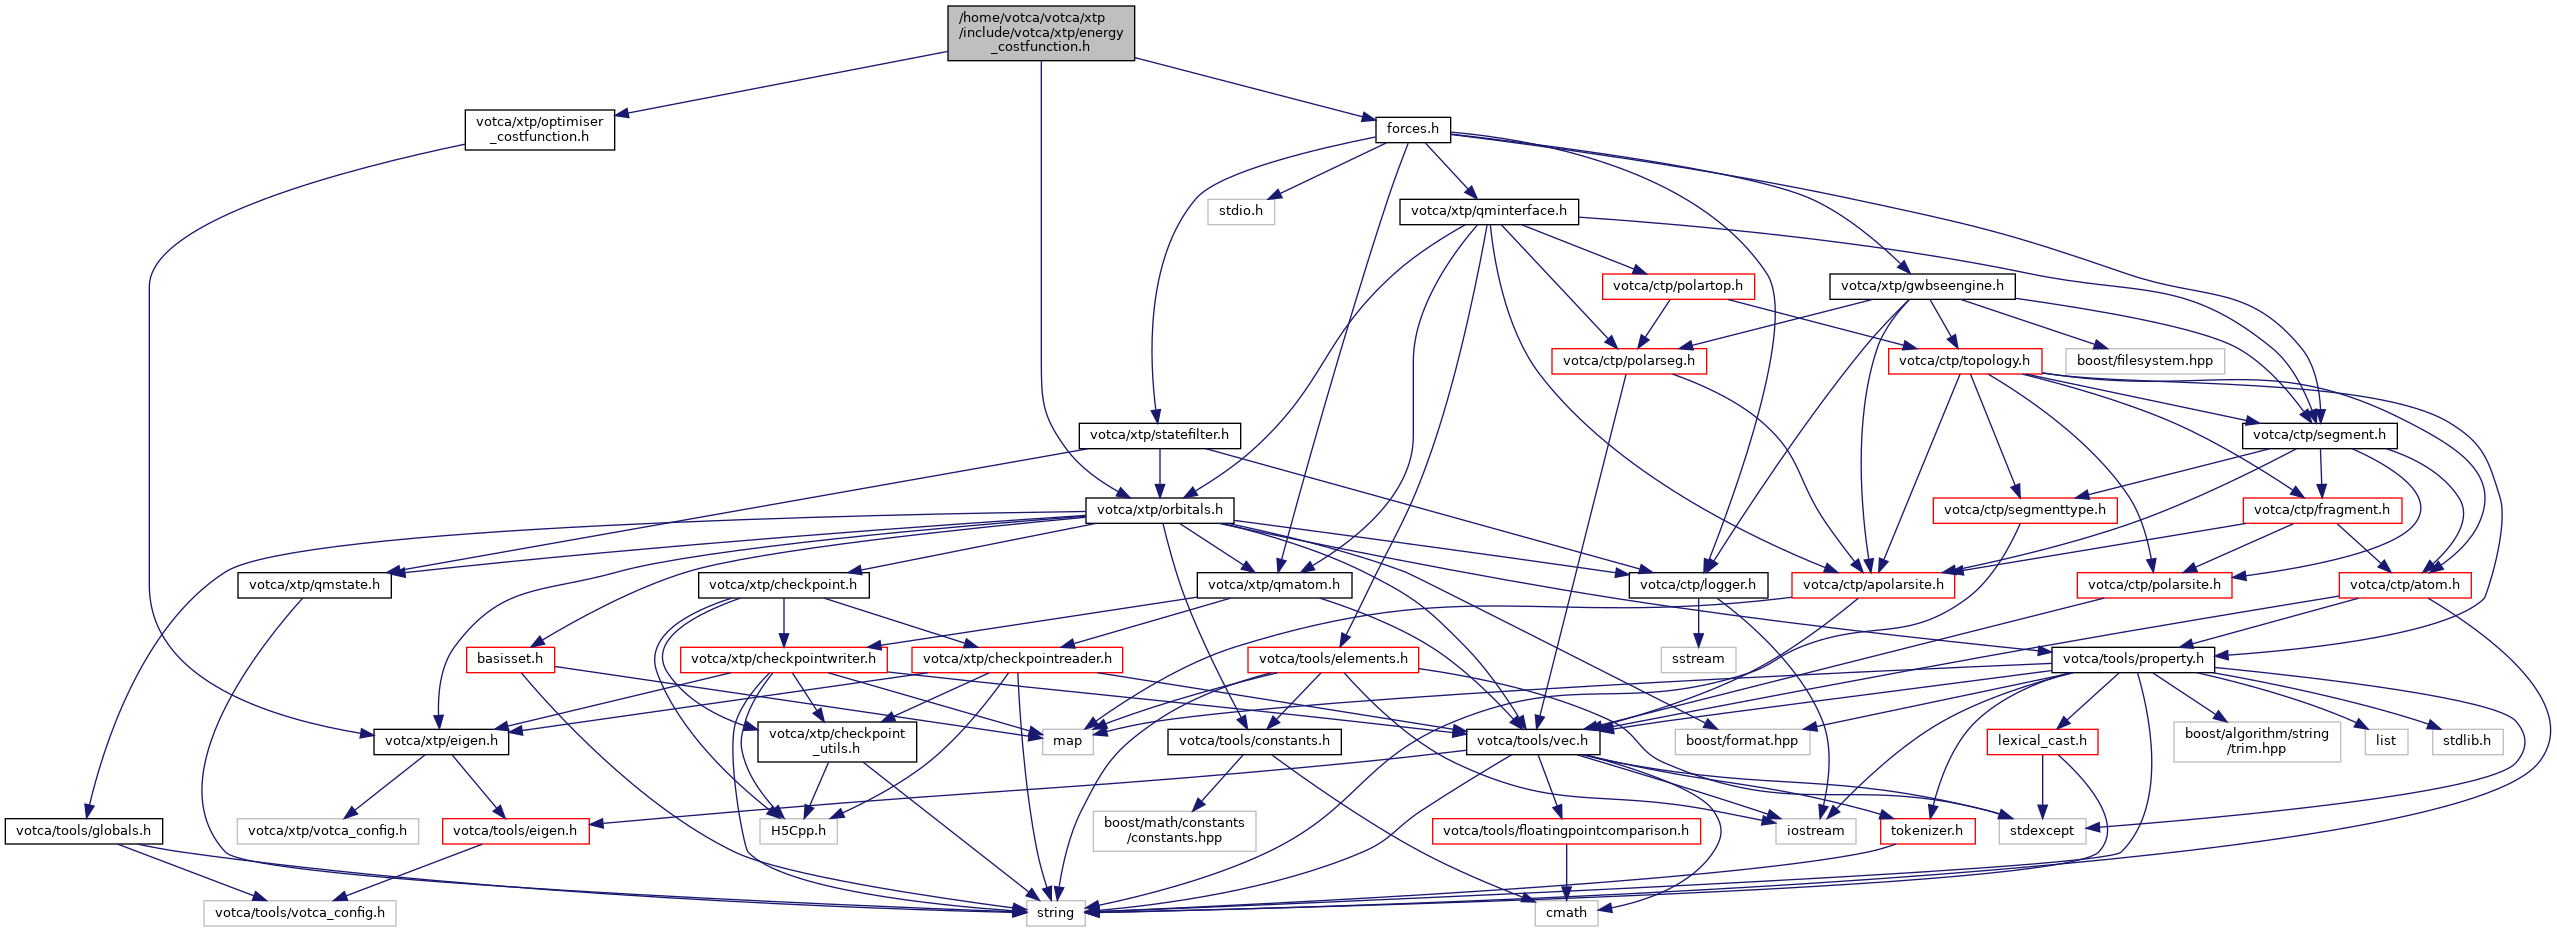 /home/votca/votca/xtp
/include/votca/xtp/energy
_costfunction.h
votca/xtp/optimiser
_costfunction.h
forces.h
stdio.h
votca/xtp/qminterface.h
votca/ctp/polartop.h
votca/xtp/gwbseengine.h
votca/ctp/polarseg.h
votca/ctp/topology.h
boost/filesystem.hpp
votca/xtp/statefilter.h
votca/ctp/segment.h
votca/xtp/orbitals.h
votca/ctp/segmenttype.h
votca/ctp/fragment.h
votca/xtp/qmstate.h
votca/xtp/checkpoint.h
votca/xtp/qmatom.h
votca/ctp/logger.h
votca/ctp/apolarsite.h
votca/ctp/polarsite.h
votca/ctp/atom.h
basisset.h
votca/xtp/checkpointwriter.h
votca/xtp/checkpointreader.h
votca/tools/elements.h
sstream
votca/tools/property.h
votca/xtp/eigen.h
votca/xtp/checkpoint
_utils.h
map
votca/tools/constants.h
votca/tools/vec.h
boost/format.hpp
lexical_cast.h
boost/algorithm/string
/trim.hpp
list
stdlib.h
votca/tools/globals.h
votca/xtp/votca_config.h
votca/tools/eigen.h
H5Cpp.h
boost/math/constants
/constants.hpp
votca/tools/floatingpointcomparison.h
iostream
tokenizer.h
stdexcept
votca/tools/votca_config.h
string
cmath